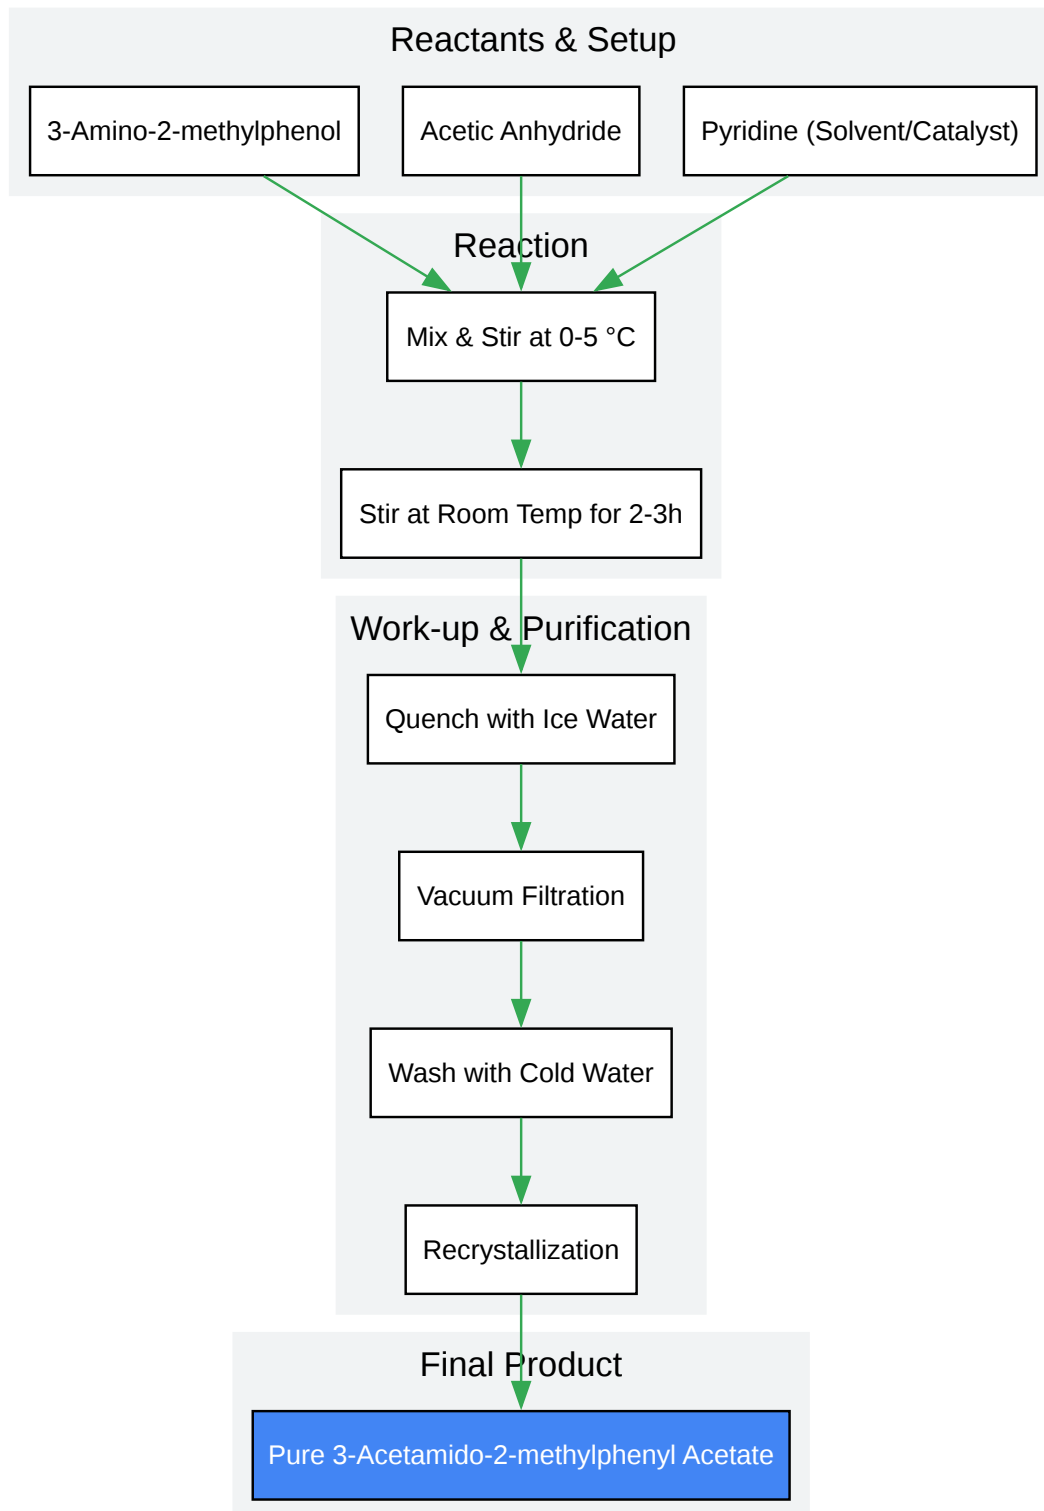 Reactants & Setup
3-Amino-2-methylphenol
Acetic Anhydride
Pyridine (Solvent/Catalyst)
Reaction
Mix & Stir at 0-5 °C
Stir at Room Temp for 2-3h
Work-up & Purification
Quench with Ice Water
Vacuum Filtration
Wash with Cold Water
Recrystallization
Final Product
Pure 3-Acetamido-2-methylphenyl Acetate